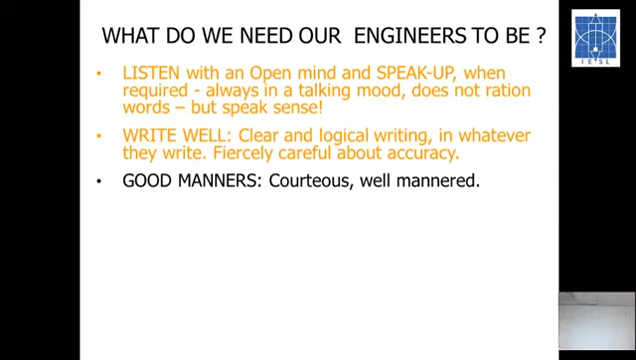 WHAT DO WE NEED OUR ENGINEERS TO BE ?
IESL
• LISTEN with an Open mind and SPEAK-UP, when
required - always in a talking mood, does not ration
words – but speak sense!
• WRITE WELL: Clear and logical writing, in whatever
they write. Fiercely careful about accuracy.
• GOOD MANNERS: Courteous, well mannered.